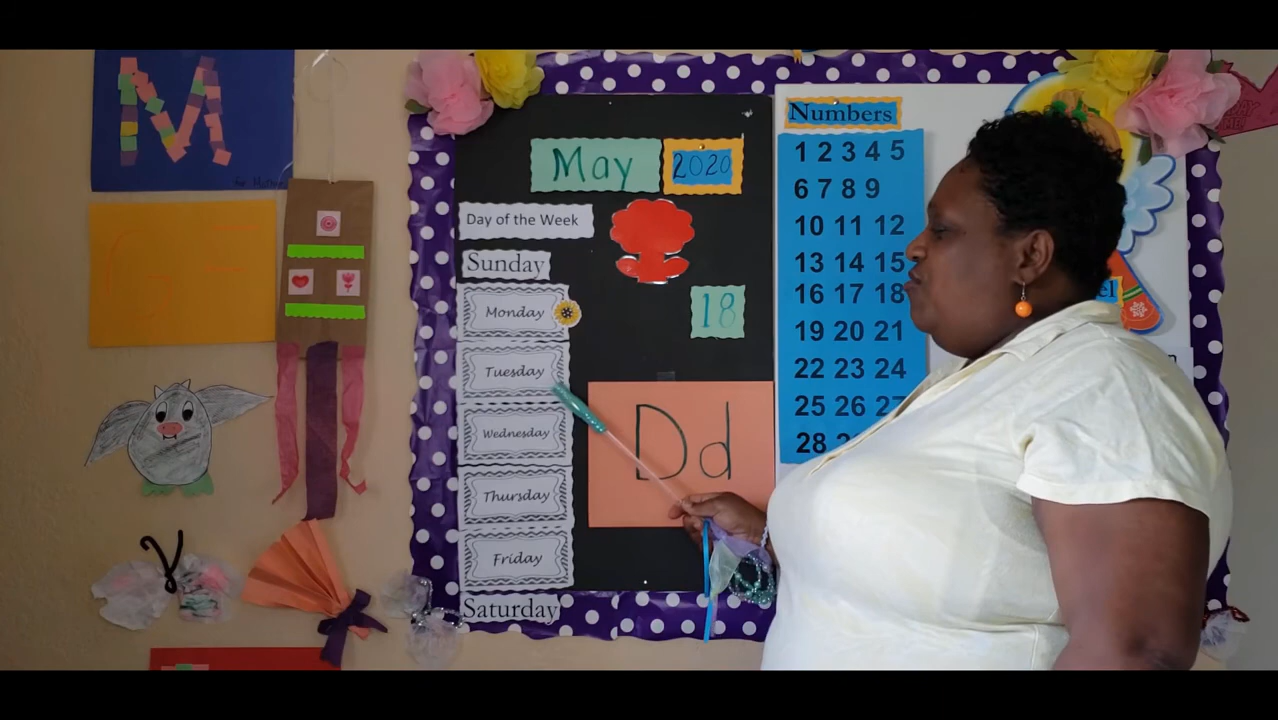 M
for Mother
May 2020
Day of the Week
Sunday
Monday
Tuesday
Wednesday
Thursday
Friday
Saturday
18
Dd
Numbers
1 2 3 4 5
6 7 8 9
10 11 12
13 14 15
16 17 18
19 20 21
22 23 24
25 26 27
28